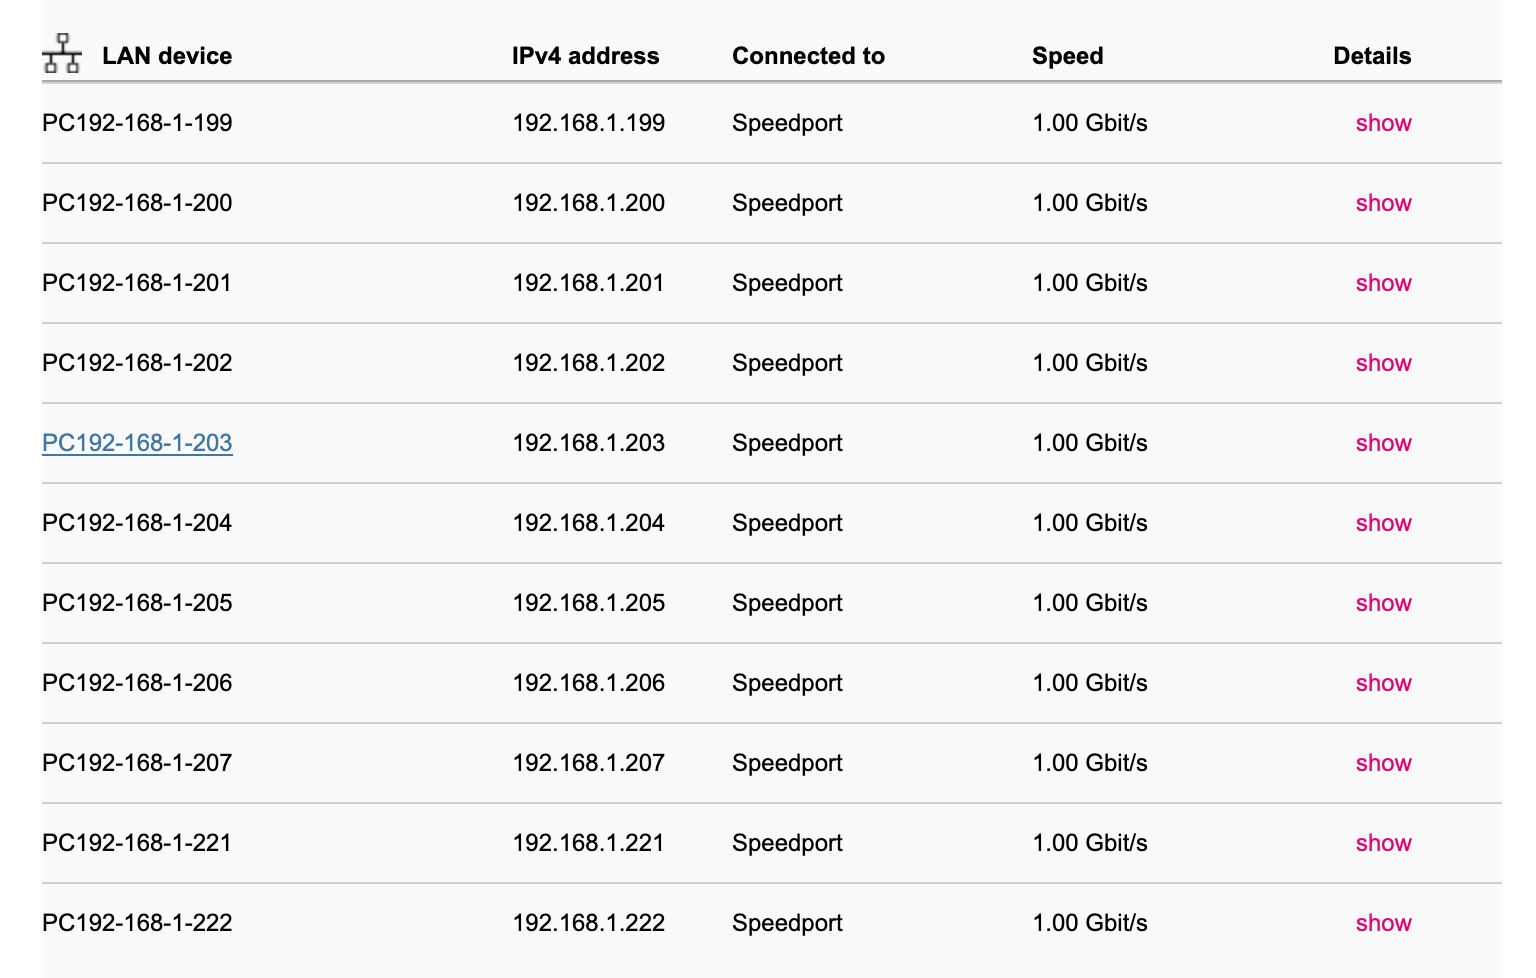 LAN device IPv4 address Connected to Speed Details
PC192-168-1-199 192.168.1.199 Speedport 1.00 Gbit/s show
PC192-168-1-200 192.168.1.200 Speedport 1.00 Gbit/s show
PC192-168-1-201 192.168.1.201 Speedport 1.00 Gbit/s show
PC192-168-1-202 192.168.1.202 Speedport 1.00 Gbit/s show
PC192-168-1-203 192.168.1.203 Speedport 1.00 Gbit/s show
PC192-168-1-204 192.168.1.204 Speedport 1.00 Gbit/s show
PC192-168-1-205 192.168.1.205 Speedport 1.00 Gbit/s show
PC192-168-1-206 192.168.1.206 Speedport 1.00 Gbit/s show
PC192-168-1-207 192.168.1.207 Speedport 1.00 Gbit/s show
PC192-168-1-221 192.168.1.221 Speedport 1.00 Gbit/s show
PC192-168-1-222 192.168.1.222 Speedport 1.00 Gbit/s show